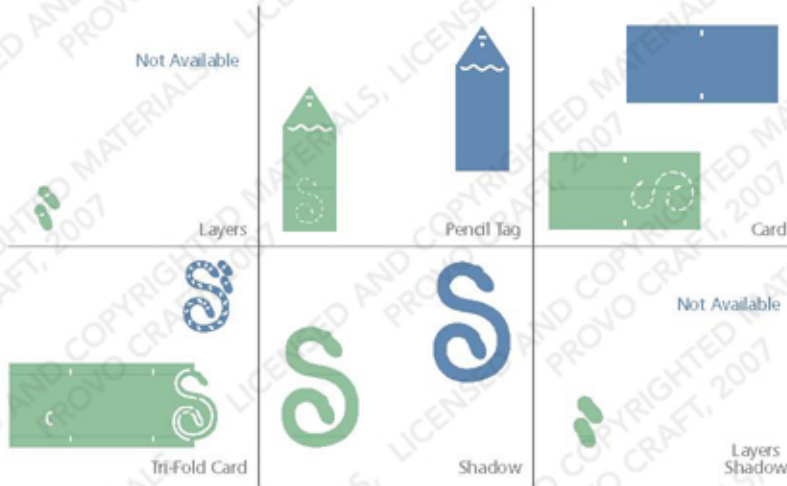 Not Available
Layers
Pencil Tag
Card
Not Available
Tri-Fold Card
Shadow
Layers
Shadow
LICENSED AND COPYRIGHTED MATERIALS,
PROVO CRAFT, 2007